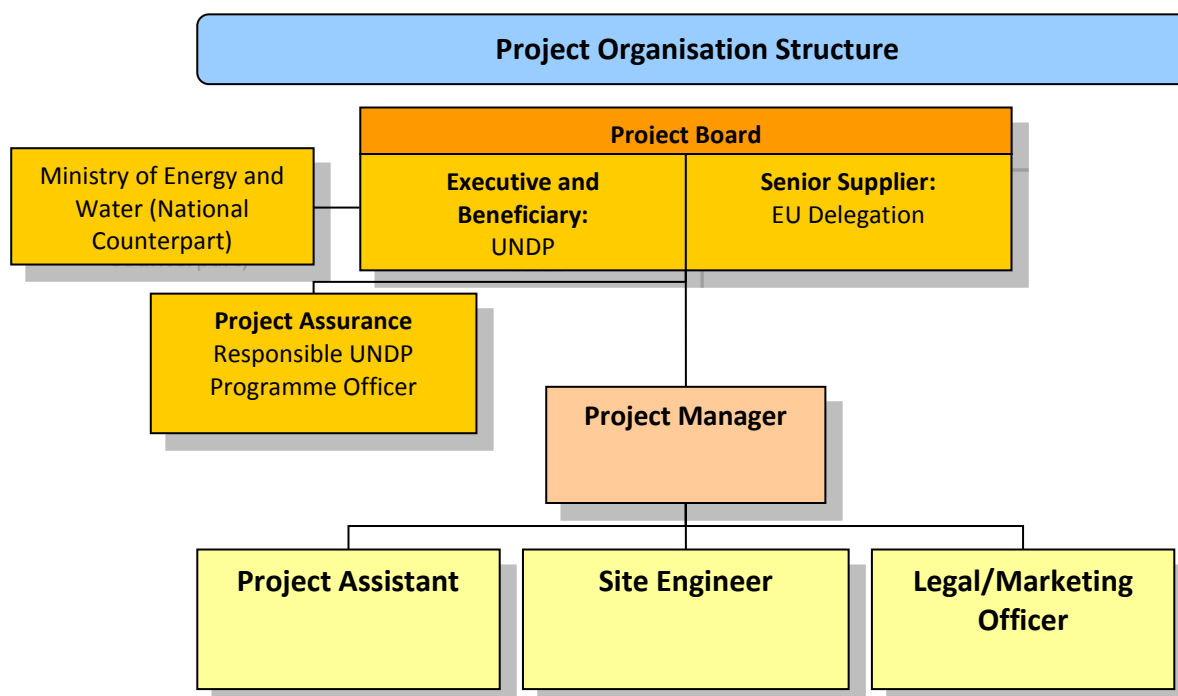 Project Organisation Structure
Project Board
Ministry of Energy and
Water (National
Counterpart)
Executive and
Beneficiary:
UNDP
Senior Supplier:
EU Delegation
Project Assurance
Responsible UNDP
Programme Officer
Project Manager
Project Assistant
Site Engineer
Legal/Marketing
Officer